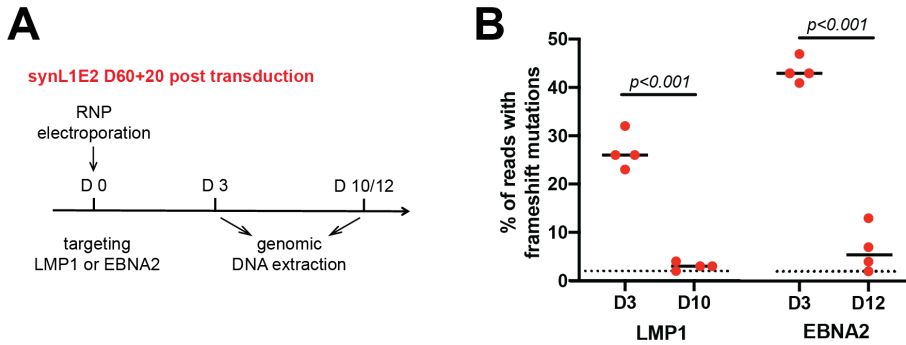 A
synL1E2 D60+20 post transduction
RNP
electroporation
D 0
D 3
D 10/12
targeting
LMP1 or EBNA2
genomic
DNA extraction
B
% of reads with
frameshift mutations
50
40
30
20
10
0
p<0.001
p<0.001
D3
D10
D3
D12
LMP1
EBNA2